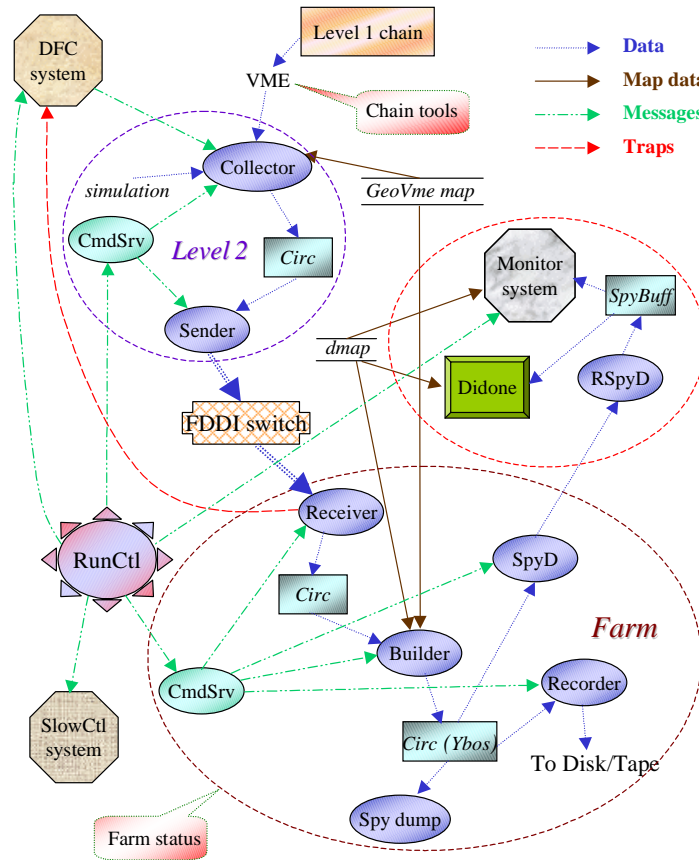 DFC
system
Level 1 chain
VME
Chain tools
Data
Map data
Messages
Traps
Collector
simulation
GeoVme map
CmdSrv
Level 2
Circ
Sender
Monitor
system
SpyBuff
dmap
Didone
RSpyD
FDDI switch
Receiver
RunCtl
SpyD
Circ
Farm
Builder
CmdSrv
Recorder
SlowCtl
system
Circ (Ybos)
To Disk/Tape
Spy dump
Farm status